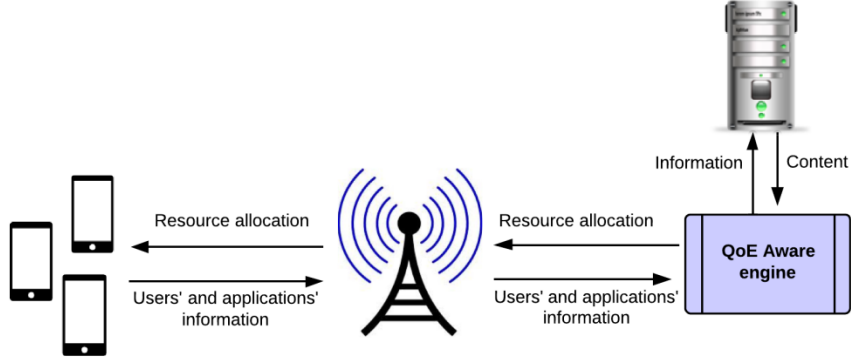 Information
Content
Resource allocation
Users' and applications'
information
Resource allocation
Users' and applications'
information
QoE Aware
engine